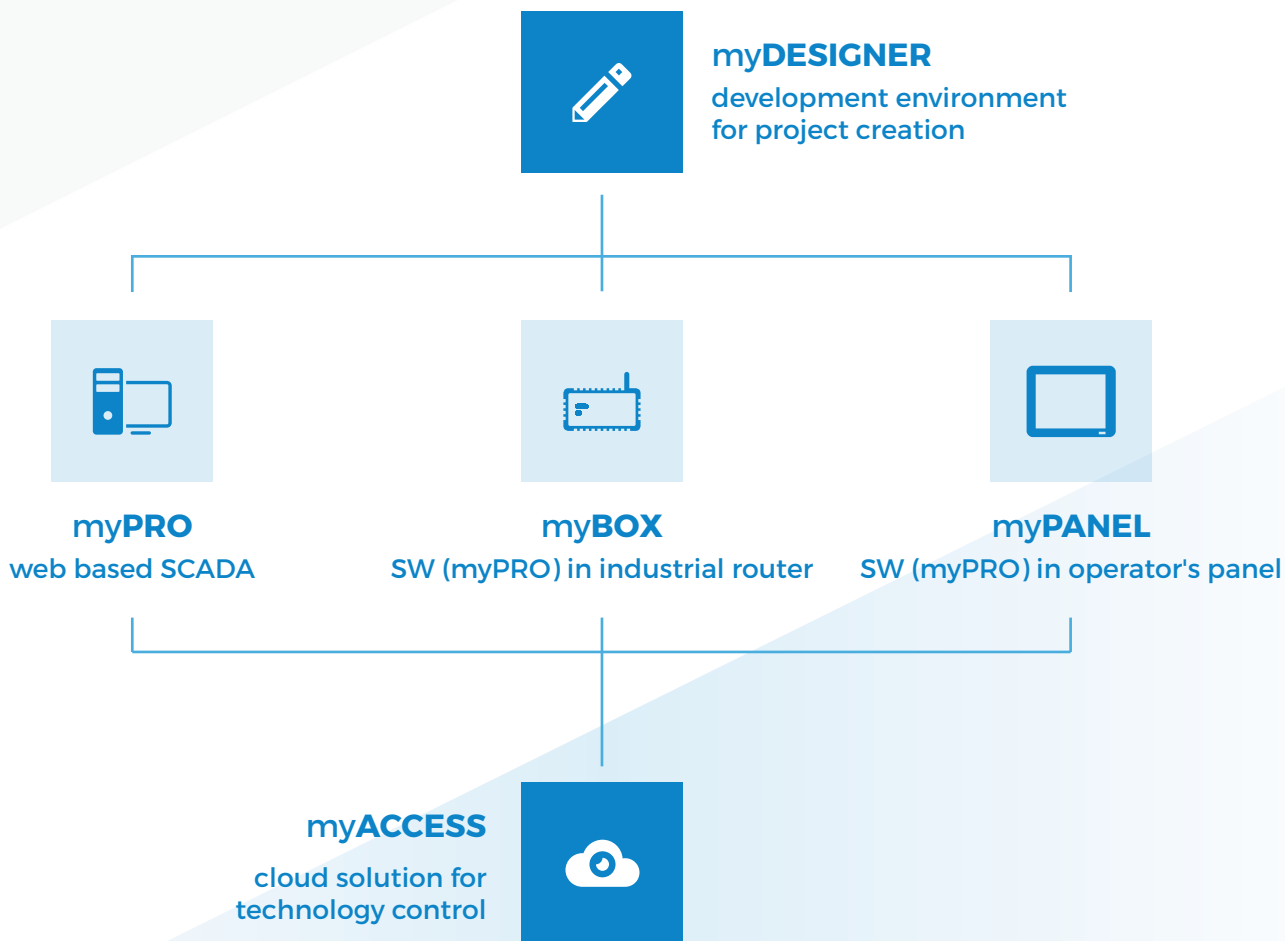 myDESIGNER
development environment
for project creation
myPRO
web based SCADA
myBOX
SW (myPRO) in industrial router
myPANEL
SW (myPRO) in operator's panel
myACCESS
cloud solution for
technology control